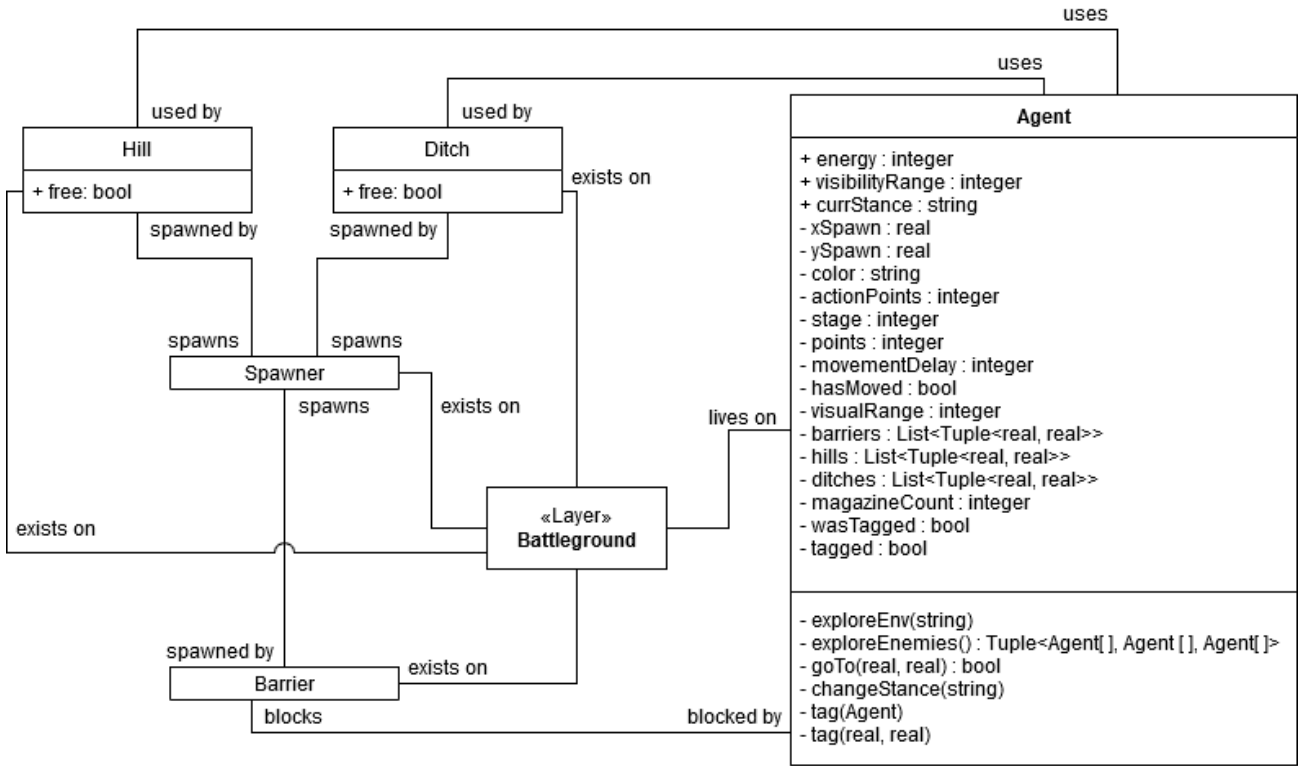 uses
uses
used by
used by
Hill
+ free: bool
Ditch
+ free: bool
exists on
spawned by
spawned by
spawns
spawns
Spawner
spawns
exists on
exists on
lives on
«Layer»
Battleground
spawned by
Barrier
exists on
blocks
blocked by
Agent
+ energy : integer
+ visibilityRange : integer
+ currStance : string
- xSpawn : real
- ySpawn : real
- color : string
- actionPoints : integer
- stage : integer
- points : integer
- movementDelay : integer
- hasMoved : bool
- visualRange : integer
- barriers : List<Tuple<real, real>>
- hills : List<Tuple<real, real>>
- ditches : List<Tuple<real, real>>
- magazineCount : integer
- wasTagged : bool
- tagged : bool
- exploreEnv(string)
- exploreEnemies() : Tuple<Agent[ ], Agent [ ], Agent[ ]>
- goTo(real, real) : bool
- changeStance(string)
- tag(Agent)
- tag(real, real)